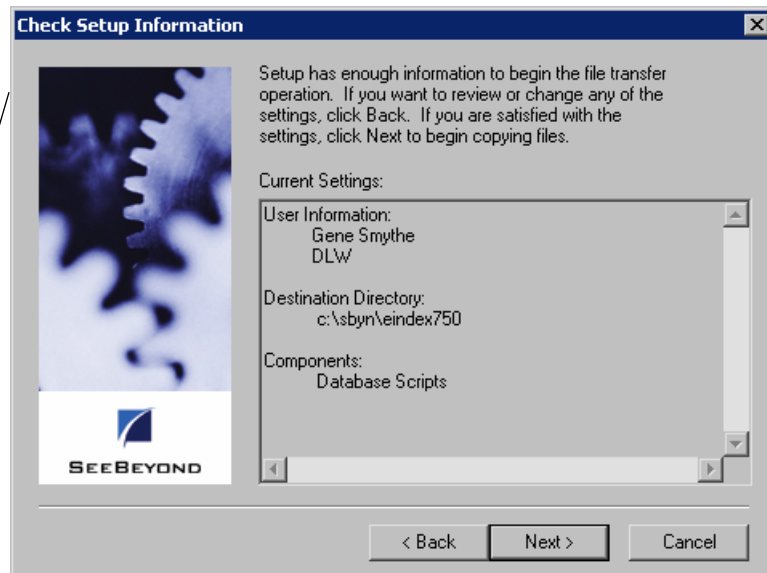 Check Setup Information
Setup has enough information to begin the file transfer
operation. If you want to review or change any of the
settings, click Back. If you are satisfied with the
settings, click Next to begin copying files.
Current Settings:
User Information:
Gene Smythe
DLW
Destination Directory:
c:\sbyn\eindex750
Components:
Database Scripts
SEEBEYOND
< Back
Next >
Cancel